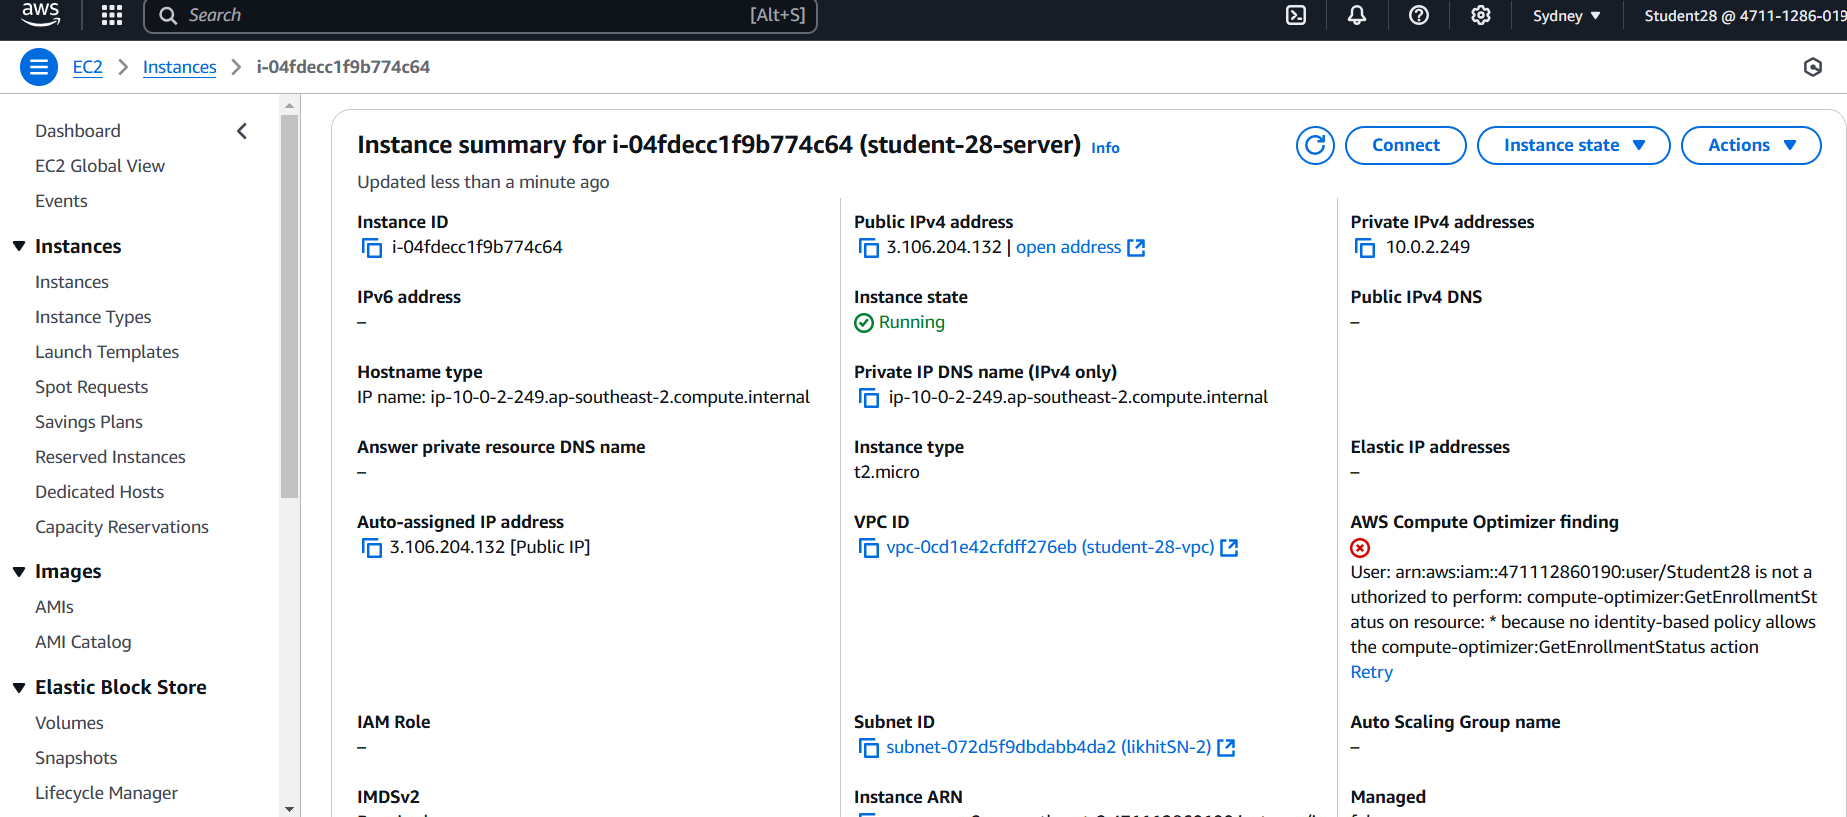 aws
Search
[Alt+S]
Sydney
Student28 @ 4711-1286-019
EC2
Instances
i-04fdecc1f9b774c64
Dashboard
EC2 Global View
Events
Instances
Instances
Instance Types
Launch Templates
Spot Requests
Savings Plans
Reserved Instances
Dedicated Hosts
Capacity Reservations
Images
AMIs
AMI Catalog
Elastic Block Store
Volumes
Snapshots
Lifecycle Manager
Instance summary for i-04fdecc1f9b774c64 (student-28-server) Info
Updated less than a minute ago
Connect
Instance state
Actions
Instance ID
i-04fdecc1f9b774c64
Public IPv4 address
3.106.204.132 | open address
Private IPv4 addresses
10.0.2.249
IPv6 address
–
Instance state
Running
Public IPv4 DNS
–
Hostname type
IP name: ip-10-0-2-249.ap-southeast-2.compute.internal
Private IP DNS name (IPv4 only)
ip-10-0-2-249.ap-southeast-2.compute.internal
Answer private resource DNS name
–
Instance type
t2.micro
Elastic IP addresses
–
Auto-assigned IP address
3.106.204.132 [Public IP]
VPC ID
vpc-0cd1e42cfdff276eb (student-28-vpc)
AWS Compute Optimizer finding
User: arn:aws:iam::471112860190:user/Student28 is not a
uthorized to perform: compute-optimizer:GetEnrollmentSt
atus on resource: * because no identity-based policy allows
the compute-optimizer:GetEnrollmentStatus action
Retry
IAM Role
–
Subnet ID
subnet-072d5f9dbdabb4da2 (likhitSN-2)
Auto Scaling Group name
–
IMDSv2
Instance ARN
Managed